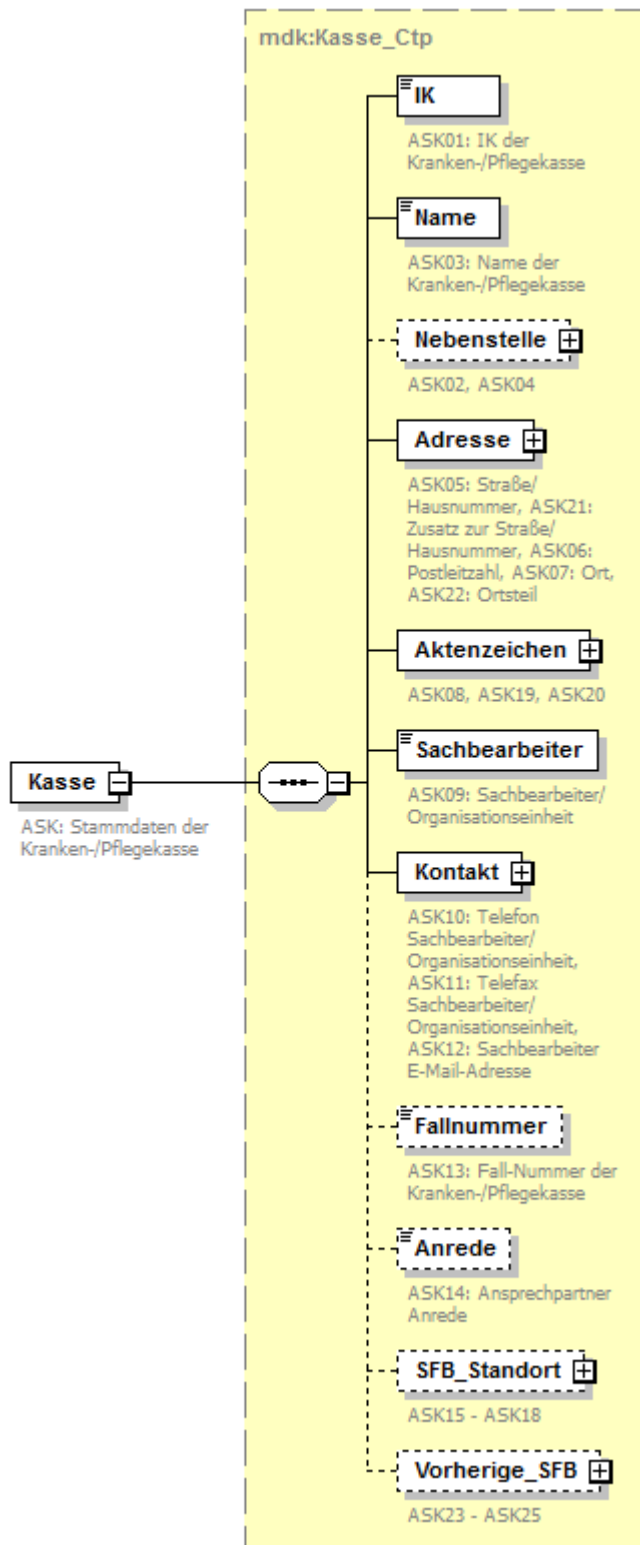 mdk:Kasse_Ctp
IK
ASK01: IK der
Kranken-/Pflegekasse
Name
ASK03: Name der
Kranken-/Pflegekasse
Nebenstelle
ASK02, ASK04
Adresse
ASK05: Straße/
Hausnummer, ASK21:
Zusatz zur Straße/
Hausnummer, ASK06:
Postleitzahl, ASK07: Ort,
ASK22: Ortsteil
Aktenzeichen
ASK08, ASK19, ASK20
Sachbearbeiter
ASK09: Sachbearbeiter/
Organisationseinheit
Kasse
ASK: Stammdaten der
Kranken-/Pflegekasse
Kontakt
ASK10: Telefon
Sachbearbeiter/
Organisationseinheit,
ASK11: Telefax
Sachbearbeiter/
Organisationseinheit,
ASK12: Sachbearbeiter
E-Mail-Adresse
Fallnummer
ASK13: Fall-Nummer der
Kranken-/Pflegekasse
Anrede
ASK14: Ansprechpartner
Anrede
SFB_Standort
ASK15 - ASK18
Vorherige_SFB
ASK23 - ASK25